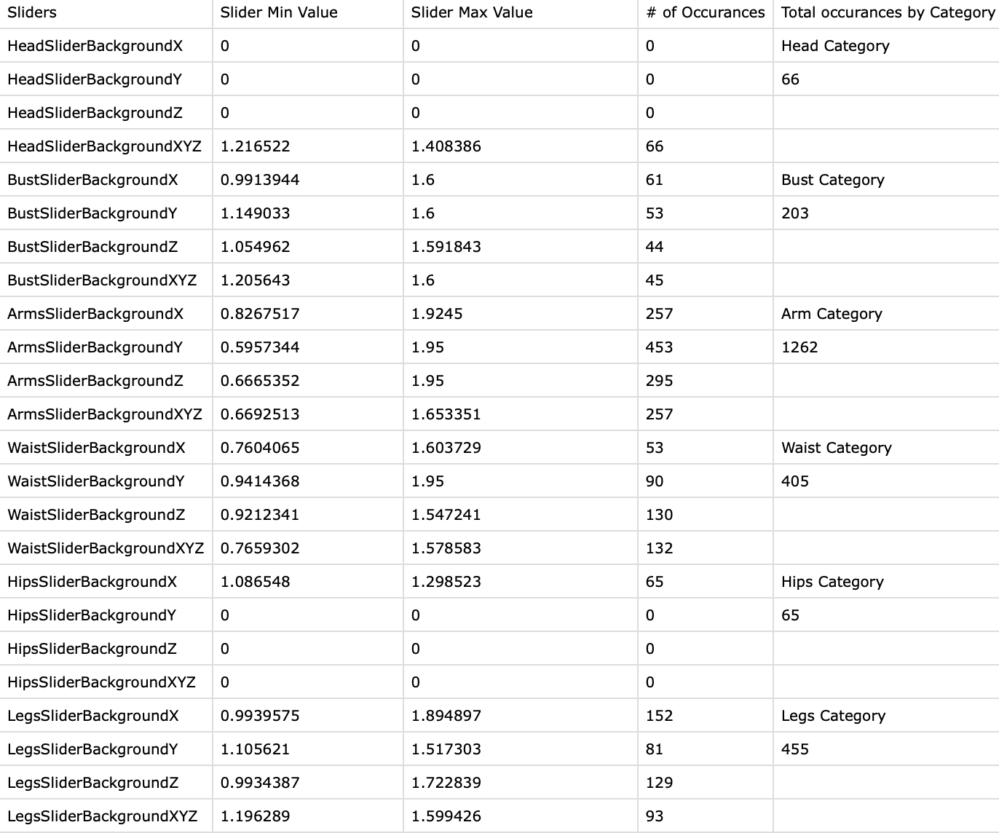 Sliders Slider Min Value Slider Max Value # of Occurances Total occurances by Category
HeadSliderBackgroundX 0 0 0 Head Category
HeadSliderBackgroundY 0 0 0 66
HeadSliderBackgroundZ 0 0 0
HeadSliderBackgroundXYZ 1.216522 1.408386 66
BustSliderBackgroundX 0.9913944 1.6 61 Bust Category
BustSliderBackgroundY 1.149033 1.6 53 203
BustSliderBackgroundZ 1.054962 1.591843 44
BustSliderBackgroundXYZ 1.205643 1.6 45
ArmsSliderBackgroundX 0.8267517 1.9245 257 Arm Category
ArmsSliderBackgroundY 0.5957344 1.95 453 1262
ArmsSliderBackgroundZ 0.6665352 1.95 295
ArmsSliderBackgroundXYZ 0.6692513 1.653351 257
WaistSliderBackgroundX 0.7604065 1.603729 53 Waist Category
WaistSliderBackgroundY 0.9414368 1.95 90 405
WaistSliderBackgroundZ 0.9212341 1.547241 130
WaistSliderBackgroundXYZ 0.7659302 1.578583 132
HipsSliderBackgroundX 1.086548 1.298523 65 Hips Category
HipsSliderBackgroundY 0 0 0 65
HipsSliderBackgroundZ 0 0 0
HipsSliderBackgroundXYZ 0 0 0
LegsSliderBackgroundX 0.9939575 1.894897 152 Legs Category
LegsSliderBackgroundY 1.105621 1.517303 81 455
LegsSliderBackgroundZ 0.9934387 1.722839 129
LegsSliderBackgroundXYZ 1.196289 1.599426 93